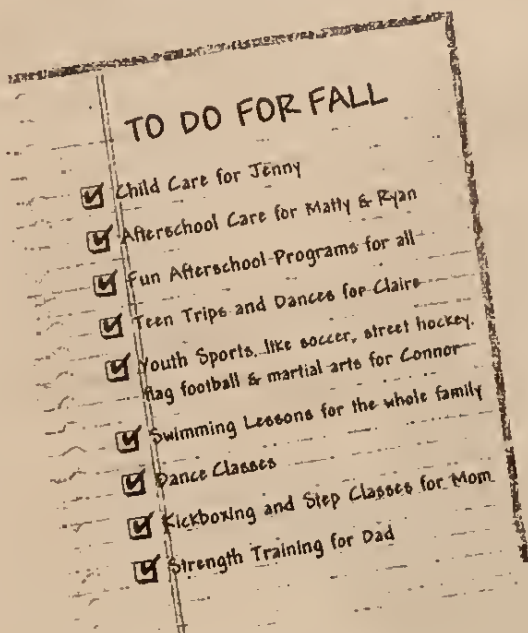 TO DO FOR FALL
Child Care for Jenny
Afterschool Care for Matty & Ryan
Fun Afterschool Programs for all
Teen Trips and Dances for Claire
Youth Sports, like soccer, street hockey,
flag football & martial arts for Connor
Swimming Lessons for the whole family
Dance Classes
Kickboxing and Step Classes for Mom
Strength Training for Dad